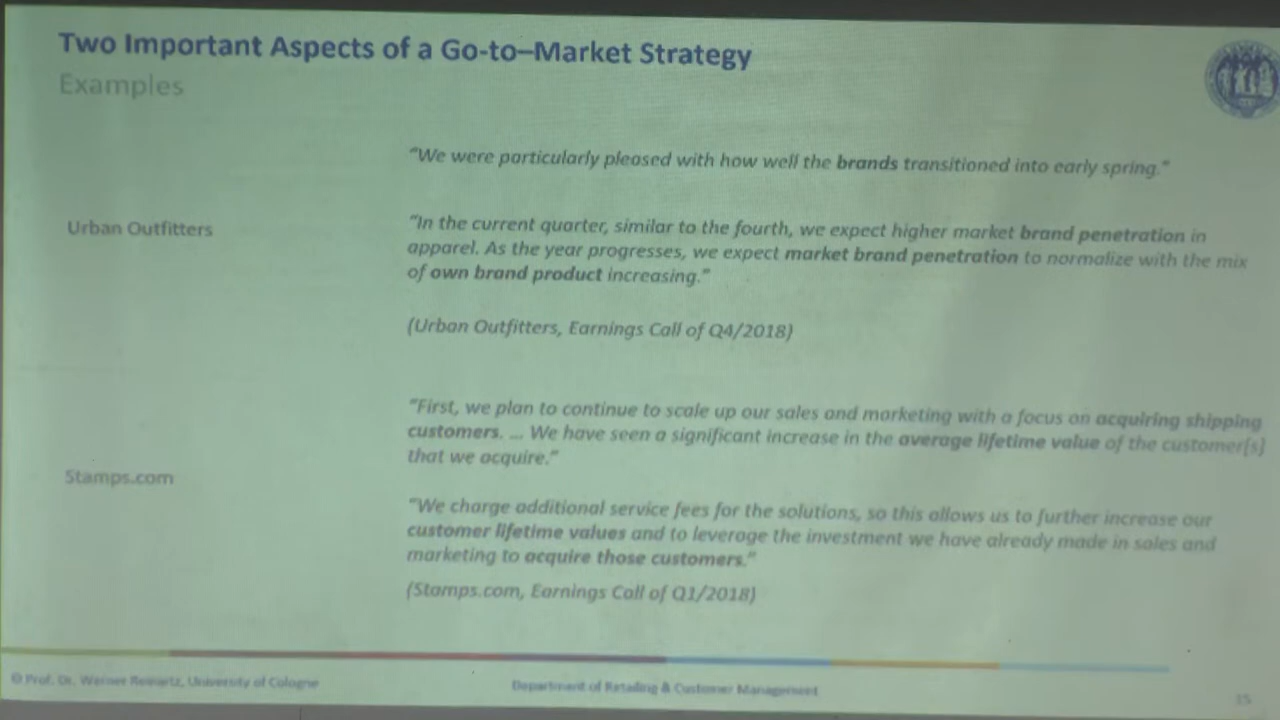 Two Important Aspects of a Go-to–Market Strategy
Examples
"We were particularly pleased with how well the brands transitioned into early spring."
Urban Outfitters
"In the current quarter, similar to the fourth, we expect higher market brand penetration in
apparel. As the year progresses, we expect market brand penetration to normalize with the mix
of own brand product increasing."
(Urban Outfitters, Earnings Call of Q4/2018)
"First, we plan to continue to scale up our sales and marketing with a focus on acquiring shipping
customers. ... We have seen a significant increase in the average lifetime value of the customer[s]
that we acquire."
Stamps.com
"We charge additional service fees for the solutions, so this allows us to further increase our
customer lifetime values and to leverage the investment we have already made in sales and
marketing to acquire those customers."
(Stamps.com, Earnings Call of Q1/2018)
© Prof. Dr. Werner Reinartz, University of Cologne
Department of Retailing & Customer Management
15